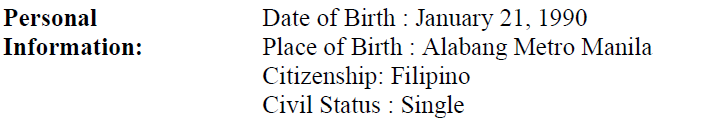 Personal Date of Birth : January 21, 1990
Information: Place of Birth : Alabang Metro Manila
Citizenship: Filipino
Civil Status : Single